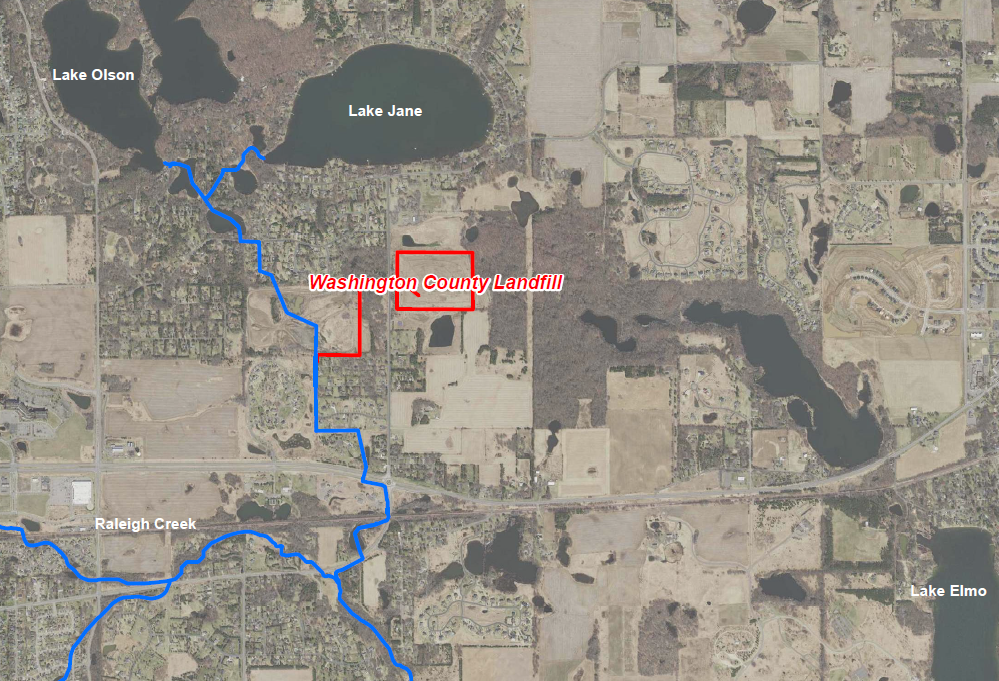 Lake Olson
Lake Jane
Washington County Landfill
Raleigh Creek
Lake Elmo